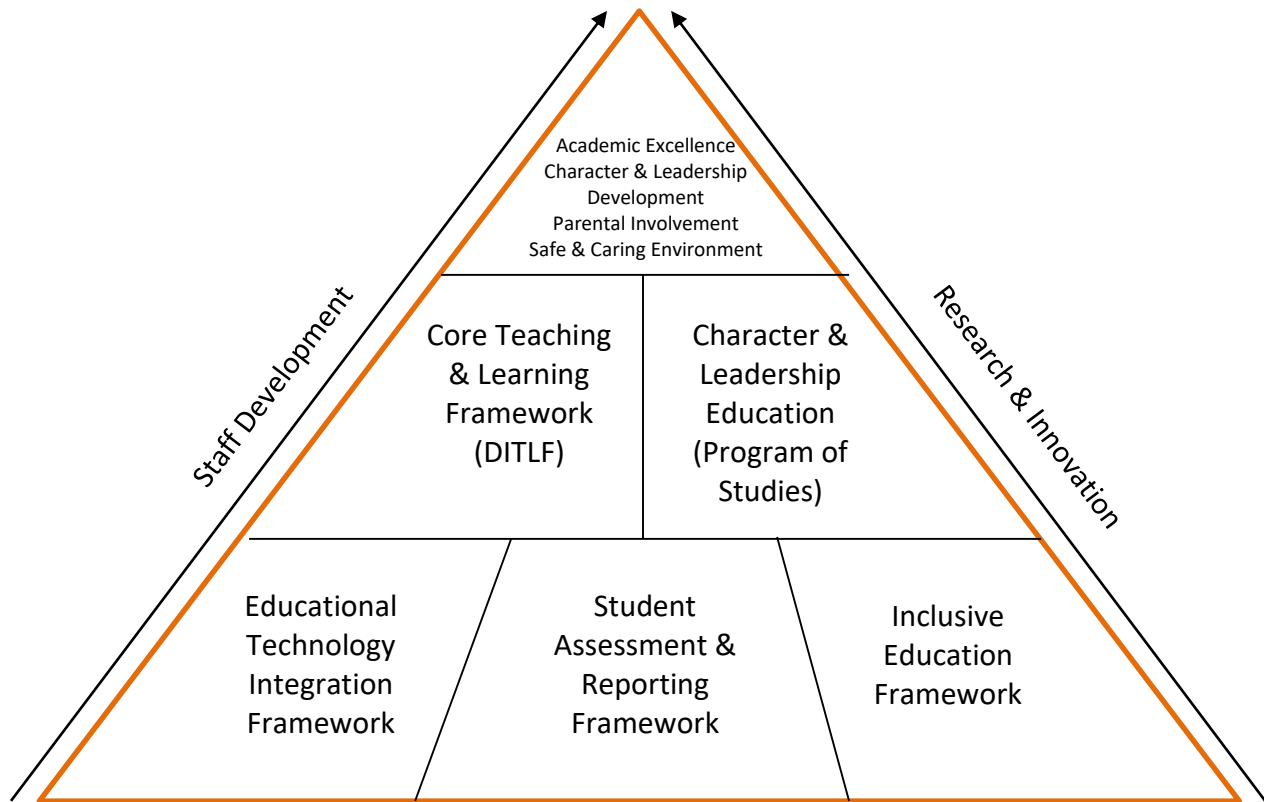 Academic Excellence
Character & Leadership
Development
Parental Involvement
Safe & Caring Environment
Staff Development
Research & Innovation
Core Teaching
& Learning
Framework
(DITLF)
Character &
Leadership
Education
(Program of
Studies)
Educational
Technology
Integration
Framework
Student
Assessment &
Reporting
Framework
Inclusive
Education
Framework